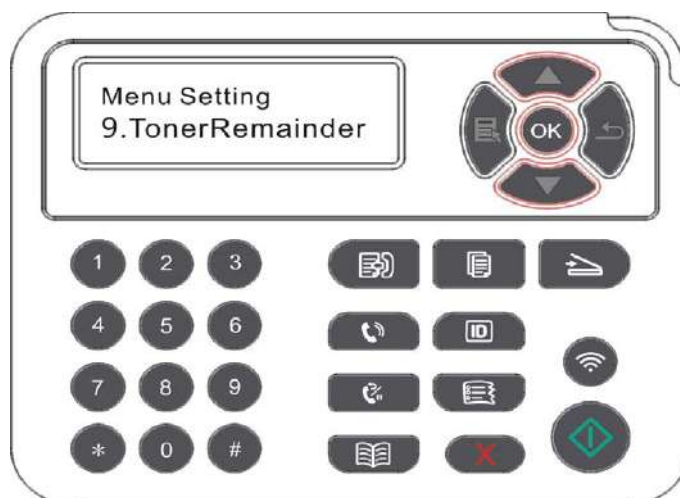 Menu Setting
9.TonerRemainder
OK
1 2 3
4 5 6 ID
7 8 9
* 0 #